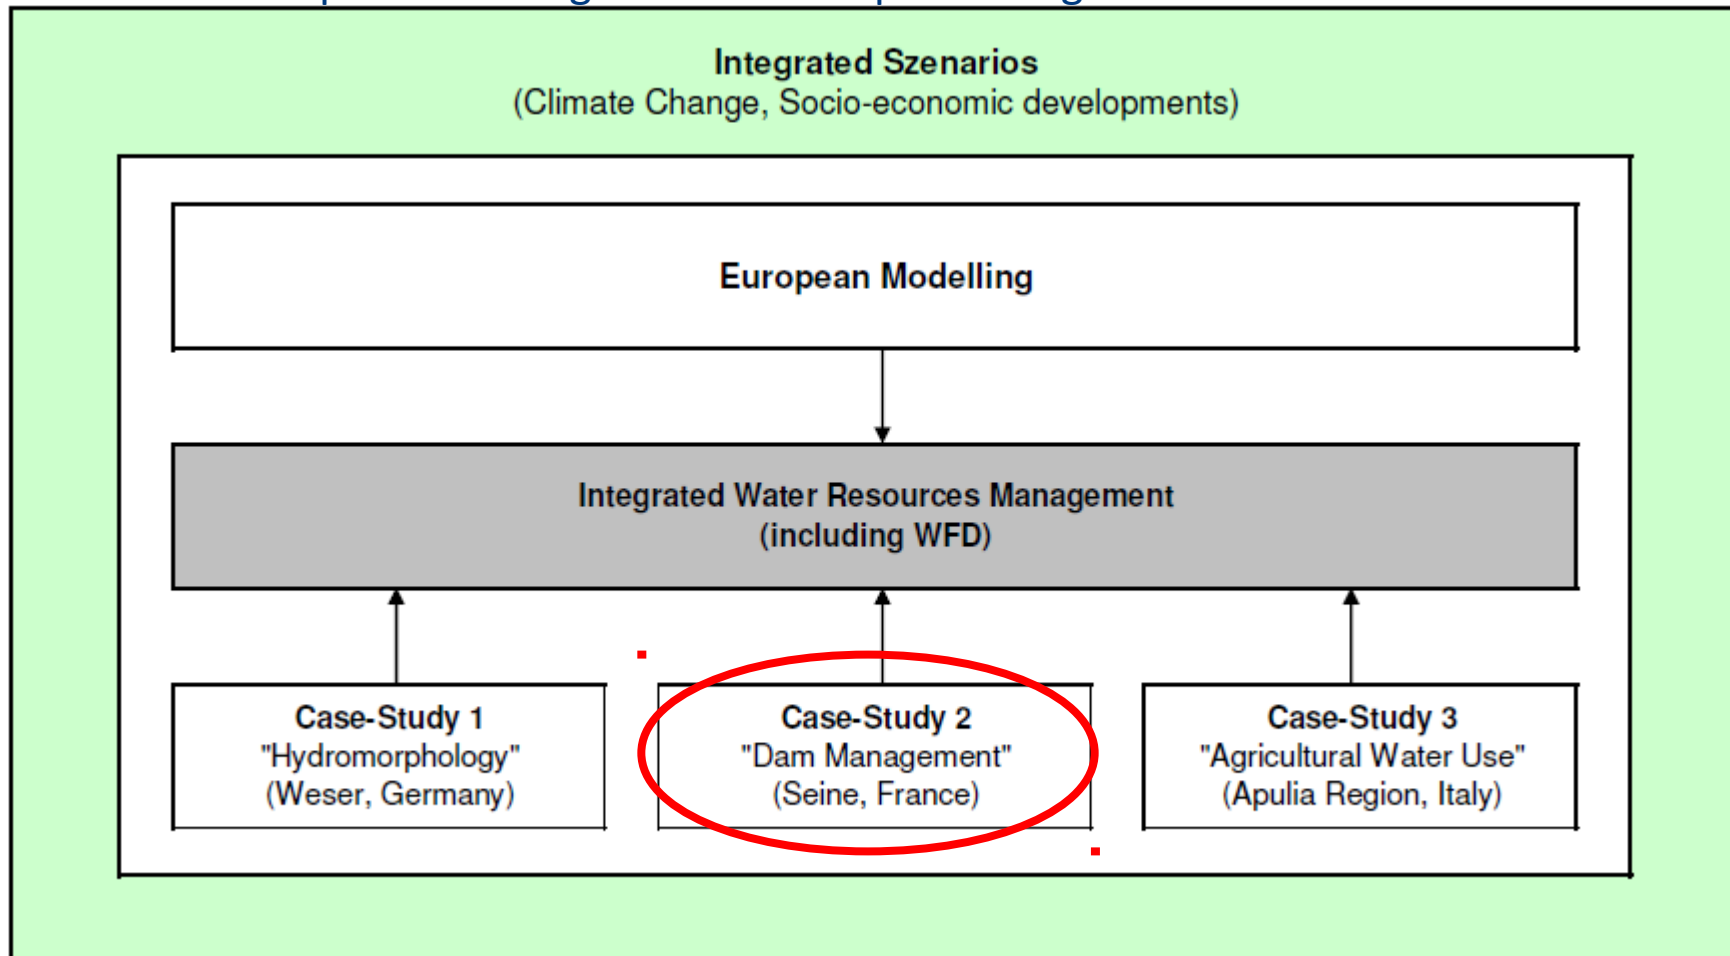 Integrated Szenarios
(Climate Change, Socio-economic developments)
European Modelling
Integrated Water Resources Management
(including WFD)
Case-Study 1
"Hydromorphology"
(Weser, Germany)
Case-Study 2
"Dam Management"
(Seine, France)
Case-Study 3
"Agricultural Water Use"
(Apulia Region, Italy)